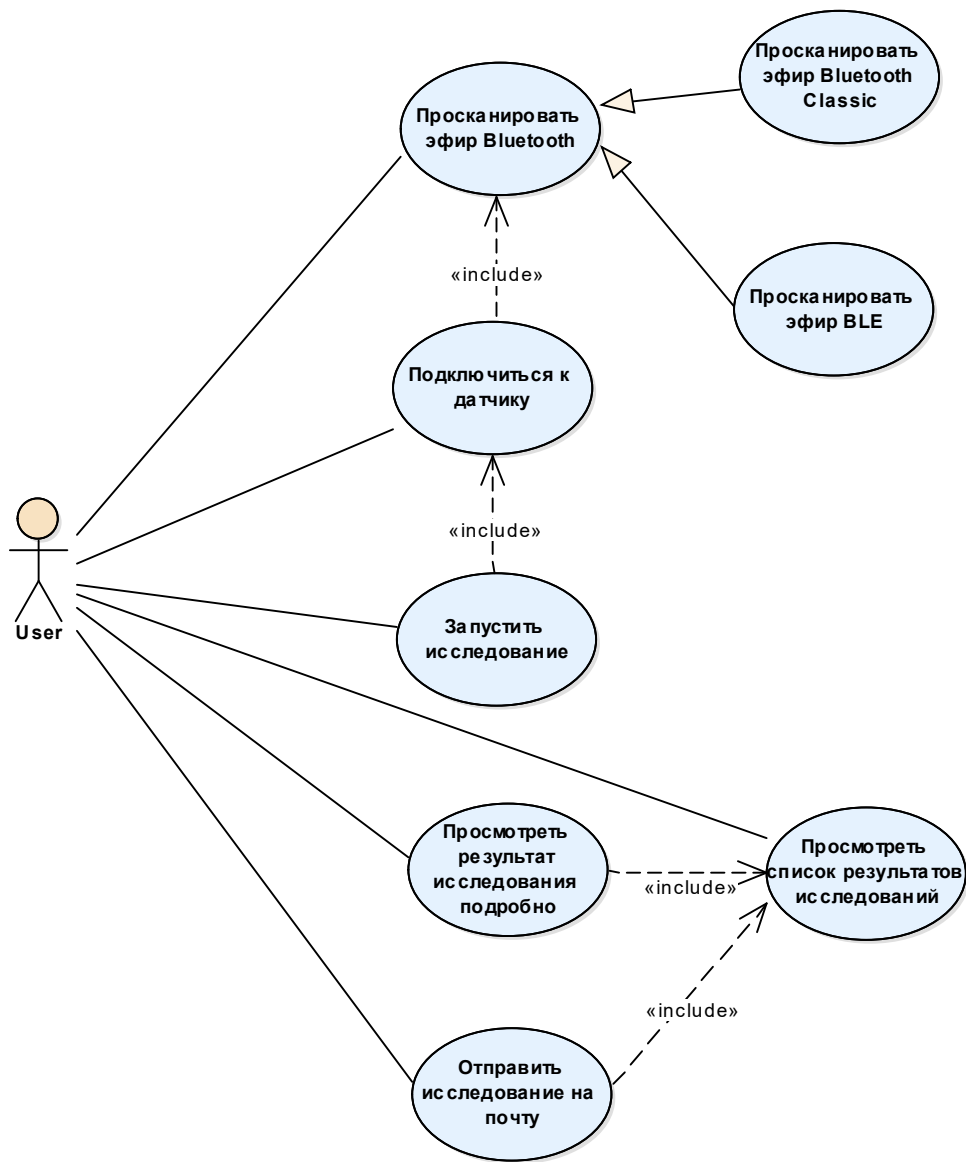 Просканировать
эфир Bluetooth
Classic
Просканировать
эфир Bluetooth
«include»
Просканировать
эфир BLE
Подключиться к
датчику
«include»
User
Запустить
исследование
Просмотреть
результат
исследования
подробно
«include»
Просмотреть
список результатов
исследований
«include»
Отправить
исследование на
почту